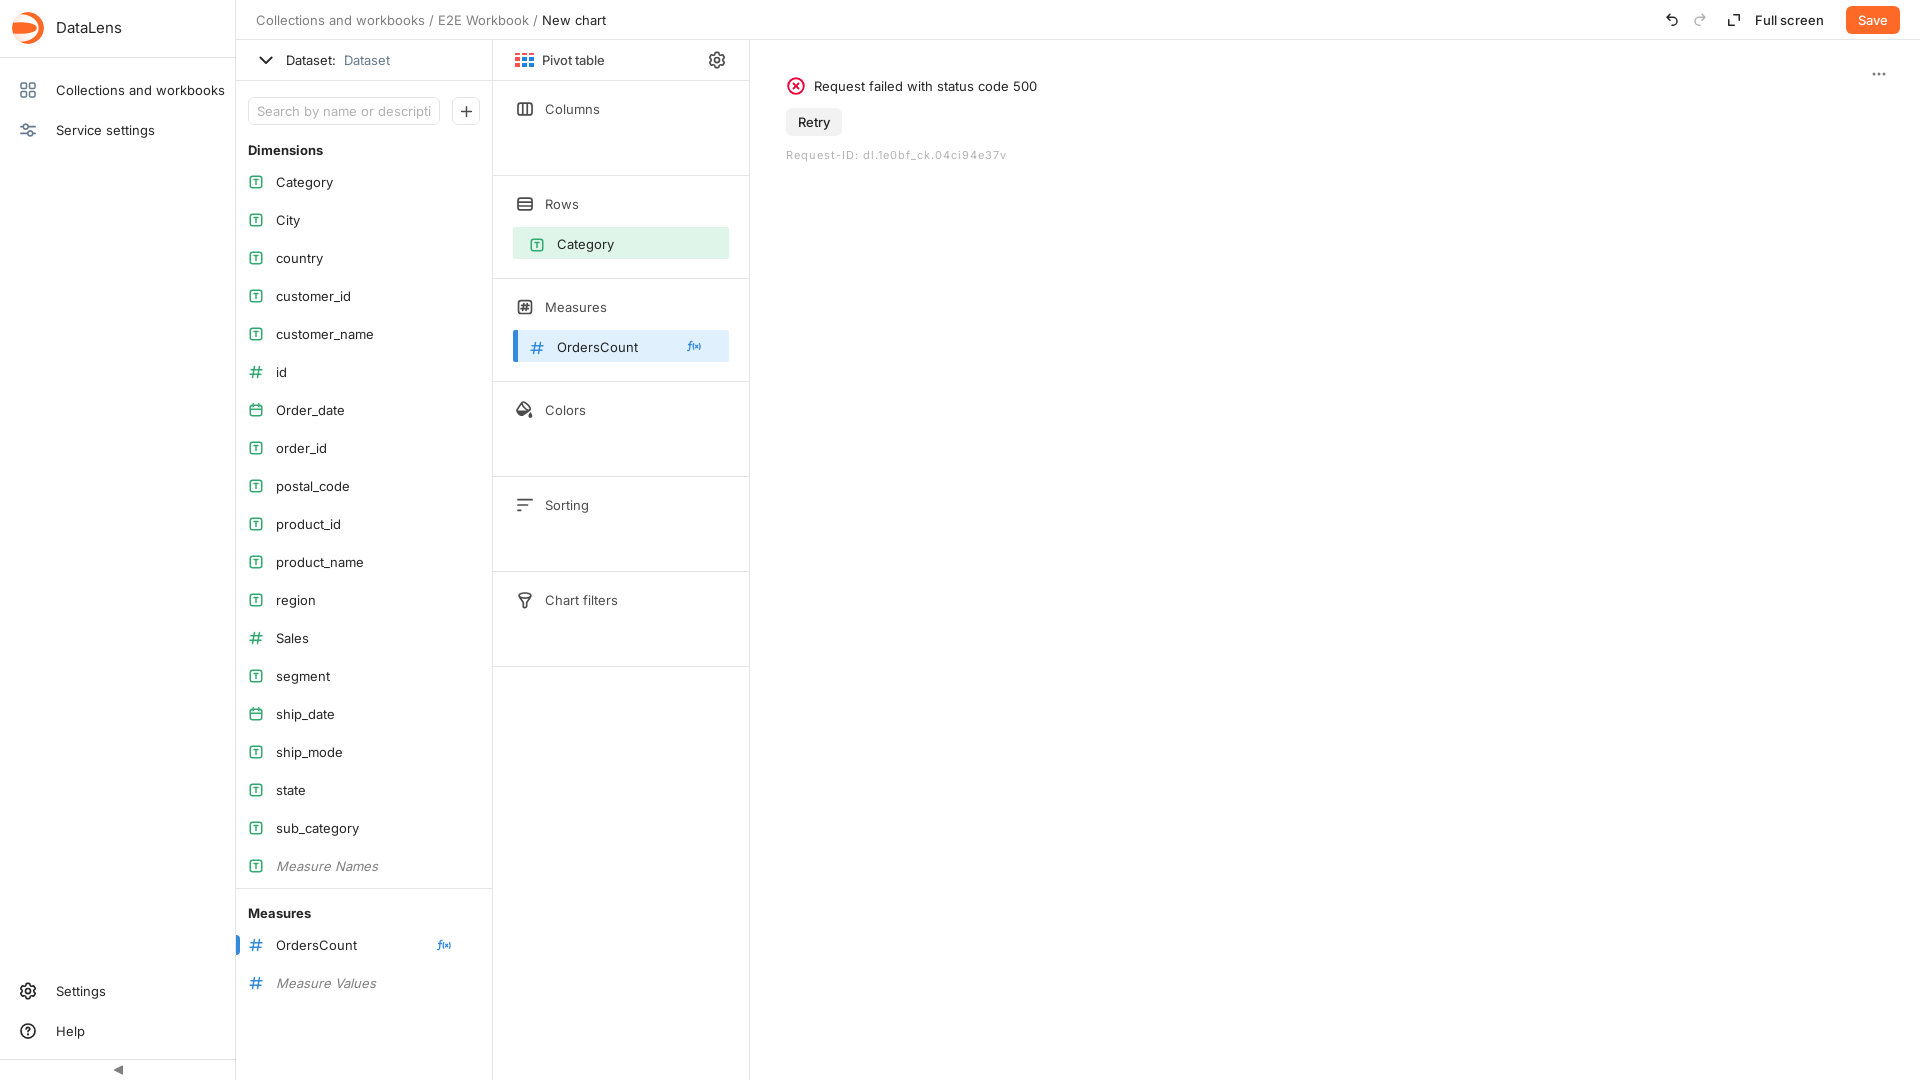 DataLens
Collections and workbooks
Service settings
Settings
Help
Collections and workbooks / E2E Workbook / New chart
Full screen
Save
Dataset: Dataset
Search by name or descripti
Dimensions
Category
City
country
customer_id
customer_name
id
Order_date
order_id
postal_code
product_id
product_name
region
Sales
segment
ship_date
ship_mode
state
sub_category
Measure Names
Measures
OrdersCount
Measure Values
Pivot table
Columns
Rows
Category
Measures
OrdersCount
Colors
Sorting
Chart filters
Request failed with status code 500
Retry
Request-ID: dl.1e0bf_ck.04ci94e37v